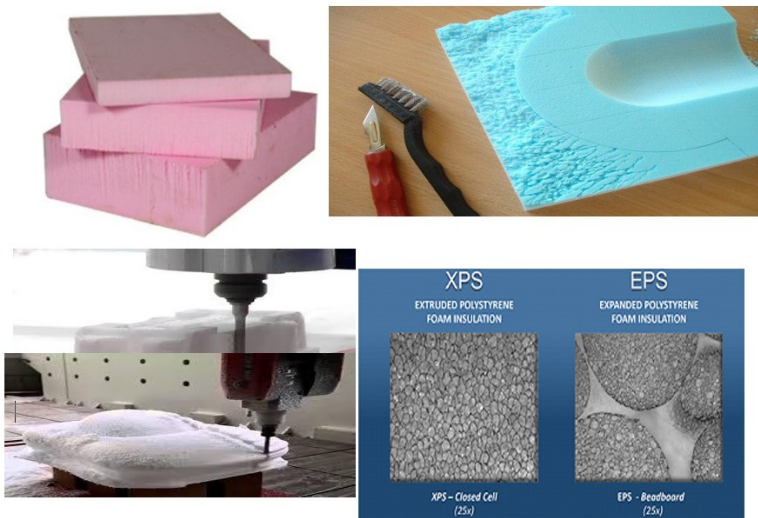 XPS
EXTRUDED POLYSTYRENE
FOAM INSULATION
XPS – Closed Cell
(25x)
EPS
EXPANDED POLYSTYRENE
FOAM INSULATION
EPS - Beadboard
(25x)